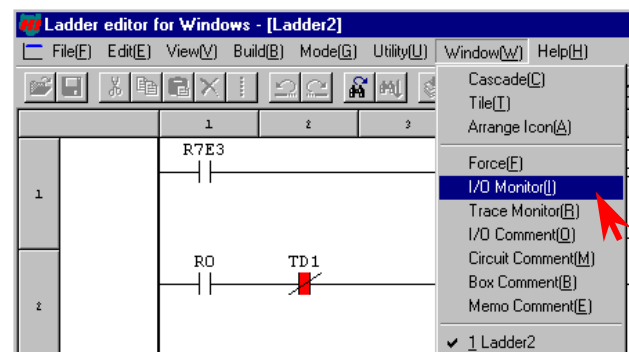 Ladder editor for Windows - [Ladder2]
File(F) Edit(E) View(V) Build(B) Mode(G) Utility(U) Window(W) Help(H)
Cascade(C)
Tile(T)
Arrange Icon(A)
1 2 3
Force(F)
I/O Monitor(I)
Trace Monitor(R)
I/O Comment(O)
Circuit Comment(M)
Box Comment(B)
Memo Comment(E)
1 Ladder2
R7E3
1
R0 TD1
2